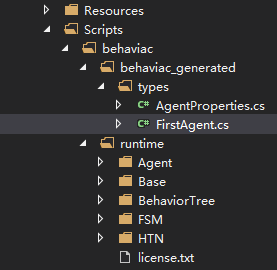 Resources
Scripts
behaviac
behaviac_generated
types
C# AgentProperties.cs
C# FirstAgent.cs
runtime
Agent
Base
BehaviorTree
FSM
HTN
license.txt